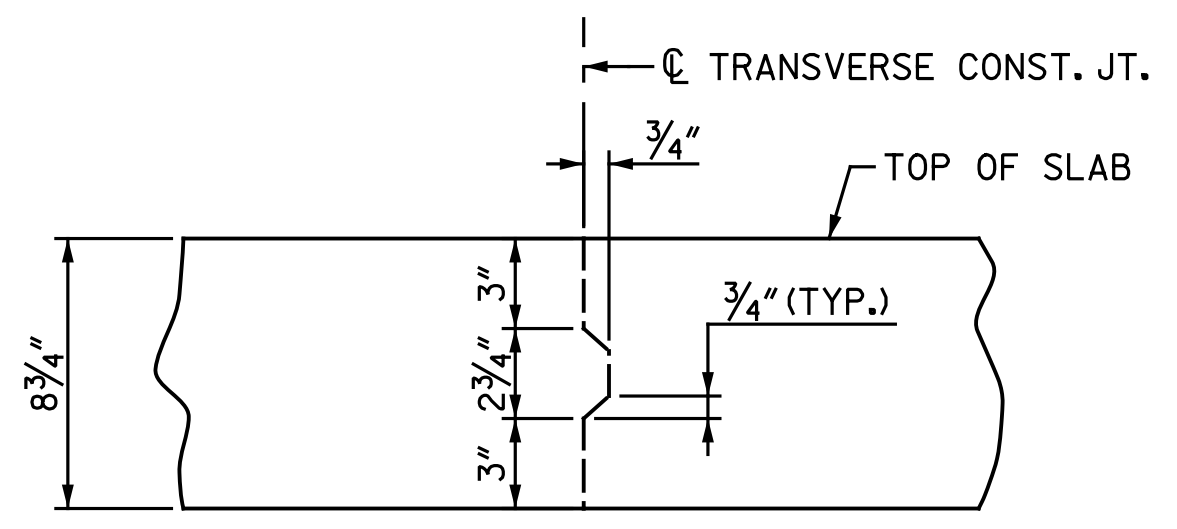 ℄ TRANSVERSE CONST. JT.
3/4"
TOP OF SLAB
3"
3/4" (TYP.)
8 3/4"
2 3/4"
3"